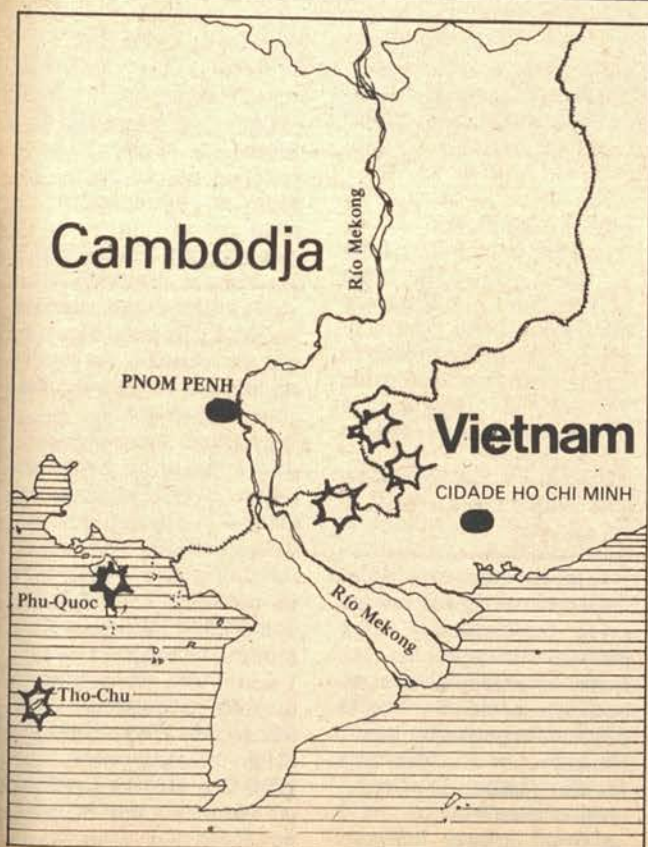 Río Mekong
Cambodja
PNOM PENH
Vietnam
CIDADE HO CHI MINH
Phu-Quoc
Río Mekong
Tho-Chu